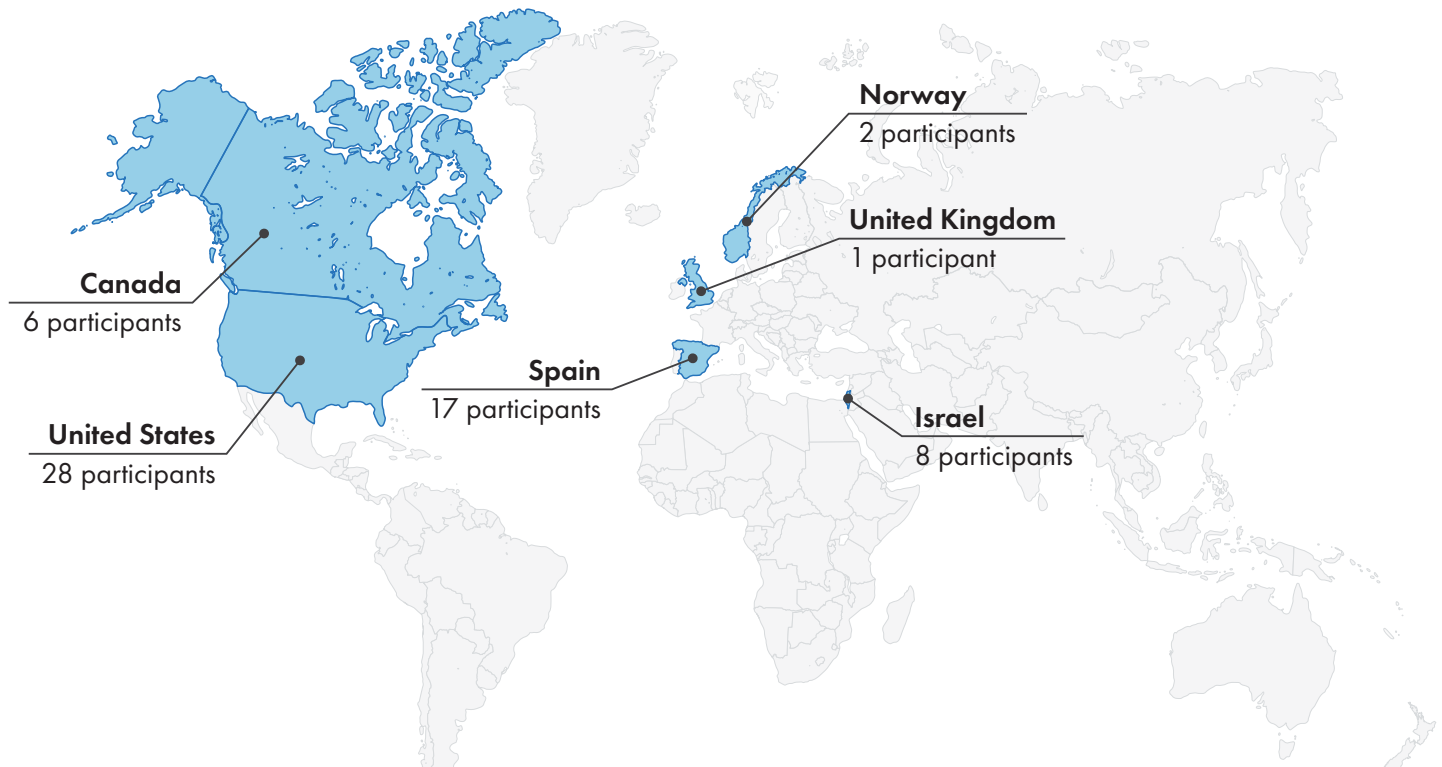 Norway
2 participants
United Kingdom
1 participant
Canada
6 participants
Spain
17 participants
Israel
8 participants
United States
28 participants